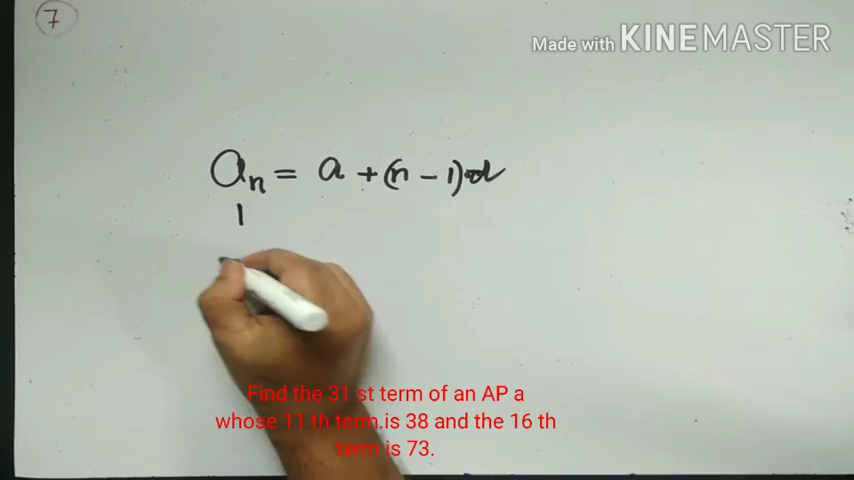 7
Made with KINEMASTER
an = a + (n - 1)d
1
Find the 31 st term of an AP a
whose 11 th term.is 38 and the 16 th
term is 73.